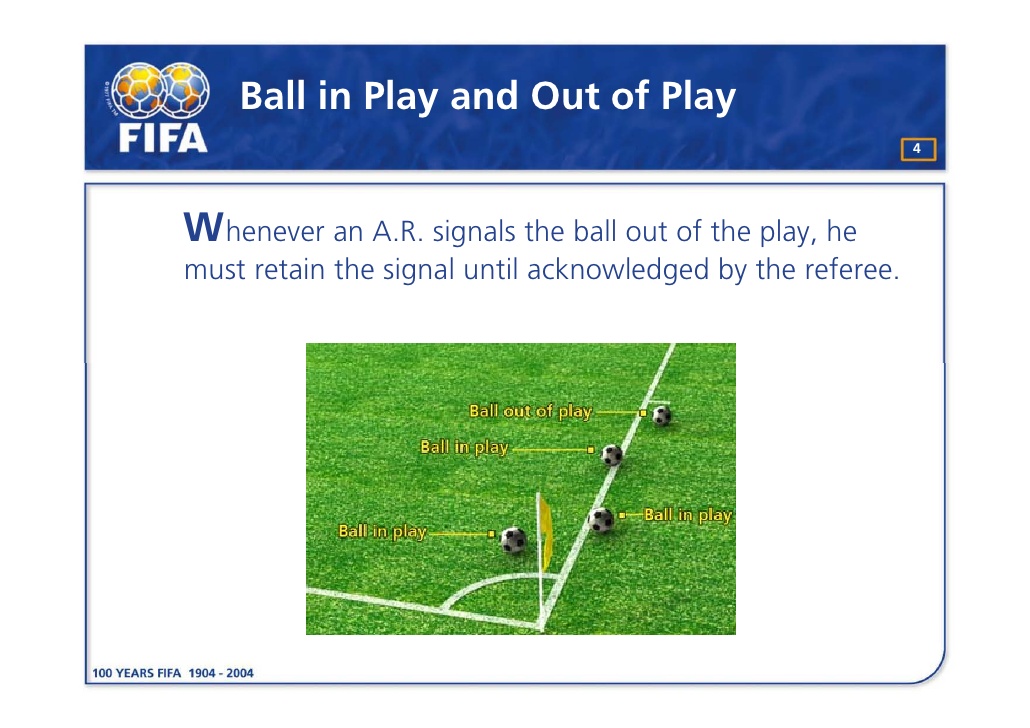 Ball in Play and Out of Play
FIFA
4
Whenever an A.R. signals the ball out of the play, he
must retain the signal until acknowledged by the referee.
Ball out of play
Ball in play
Ball in play
Ball in play
100 YEARS FIFA 1904 - 2004